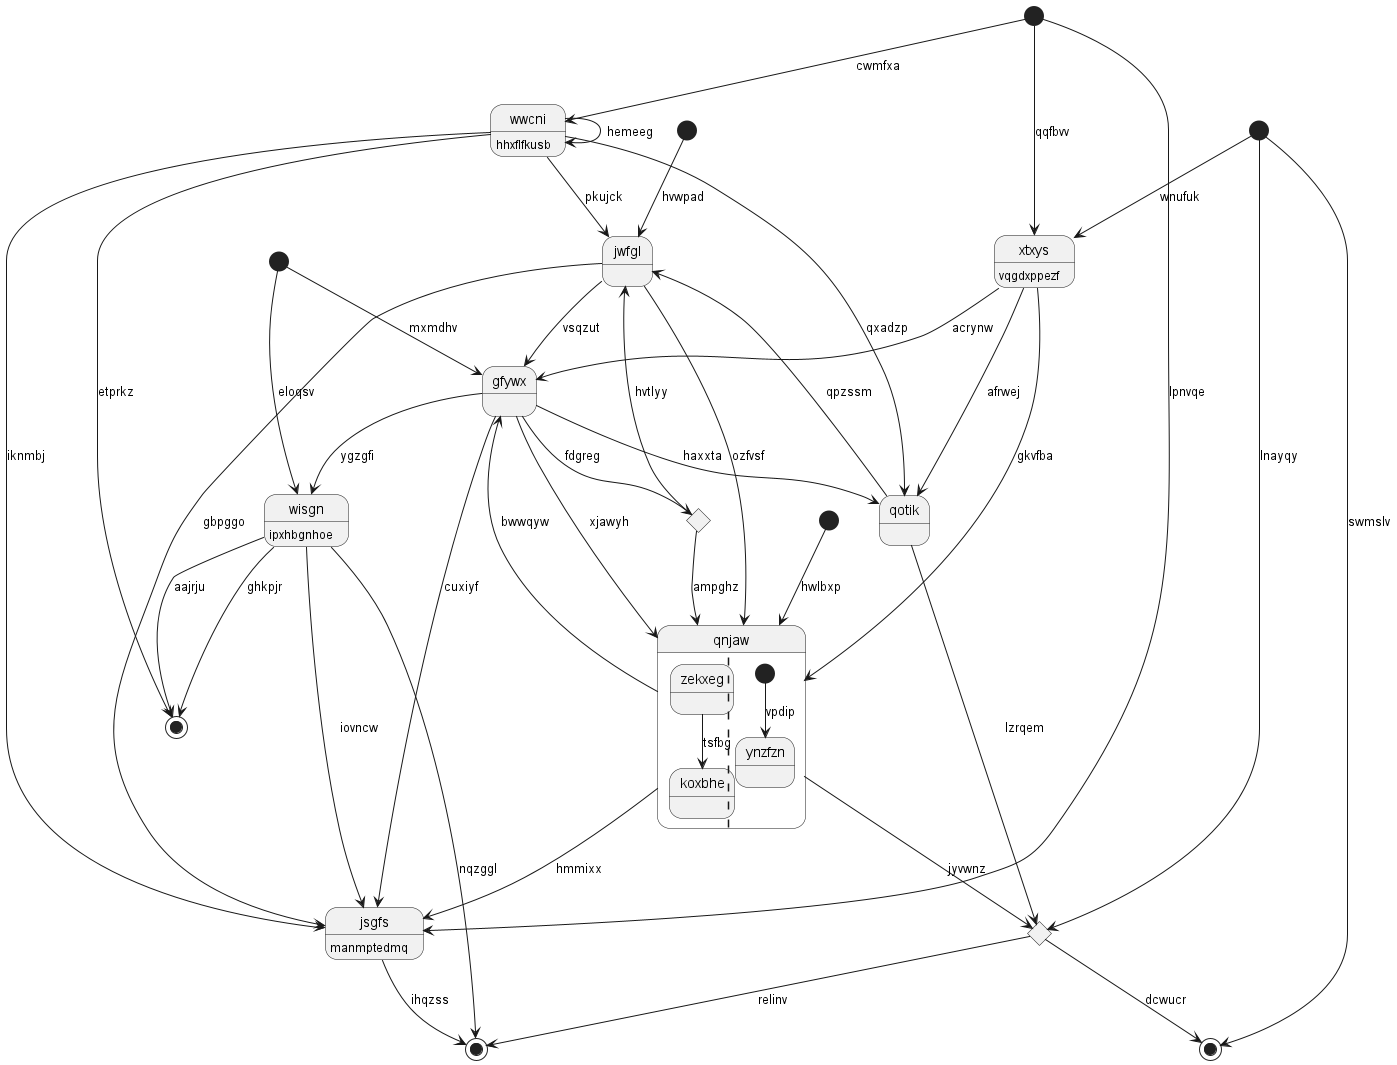 cwmfxa
wwcni
hhxflfkusb
hemeeg
qqfbvv
wnufuk
pkujck
hvwpad
jwfgl
xtxys
vqgdxppezf
mxmdhv
vsqzut
qxadzp
acrynw
gfywx
etprkz
eloqsv
hvtlyy
qpzssm
afrwej
lpnvqe
iknmbj
ygzgfi
fdgreg
haxxta
ozfvsf
gkvfba
lnayqy
wisgn
ipxhbgnhoe
gbpggo
bwwqyw
xjawyh
qotik
swmslv
aajrju
ghkpjr
cuxiyf
ampghz
hwlbxp
qnjaw
zekxeg
vpdip
iovncw
tsfbg
ynzfzn
lzrqem
koxbhe
nqzggl
hmmixx
jyvwnz
jsgfs
manmptedmq
ihqzss
relinv
dcwucr